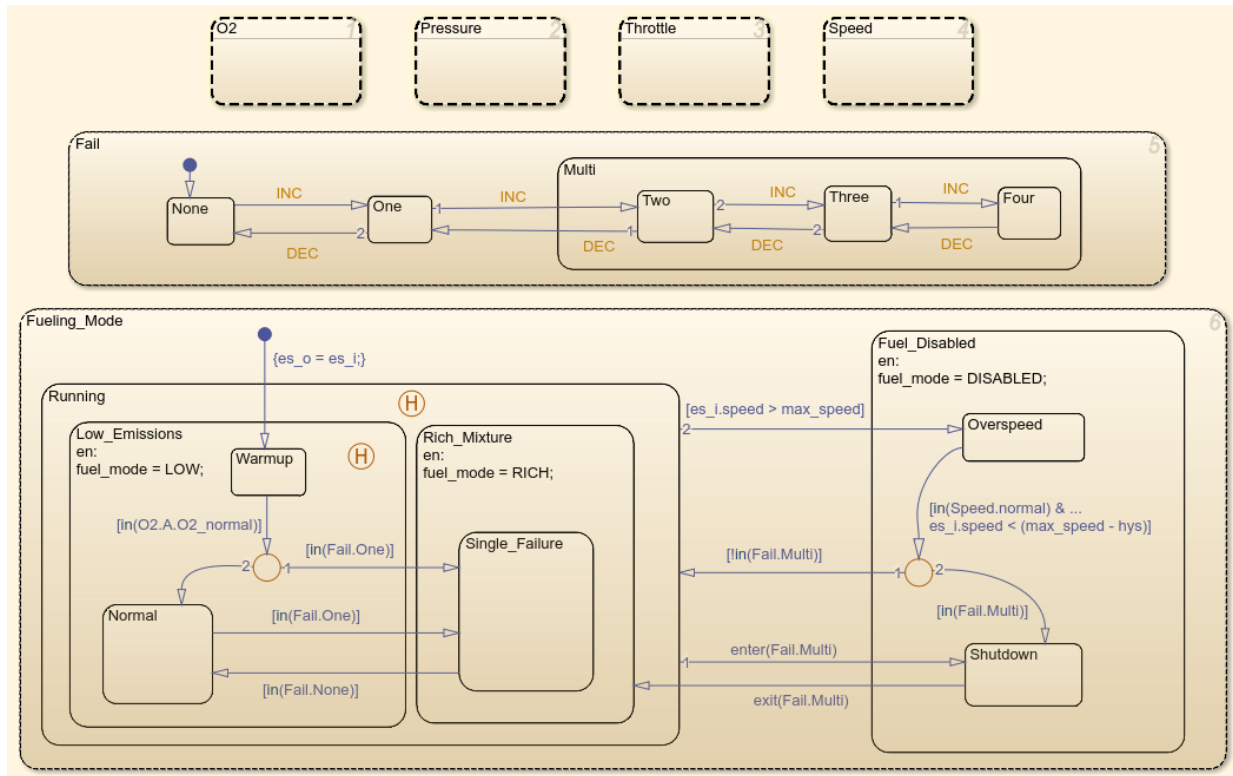 O2 1
Pressure 2
Throttle 3
Speed 4
Fail 5
Multi
None
INC
One
1
INC
Two
2
INC
Three
1
INC
Four
DEC
2
DEC
1
DEC
2
DEC
Fueling_Mode 6
{es_o = es_i;}
Fuel_Disabled
en:
fuel_mode = DISABLED;
Running
H
[es_i.speed > max_speed]
2
Overspeed
Low_Emissions
en:
fuel_mode = LOW;
Warmup
H
Rich_Mixture
en:
fuel_mode = RICH;
[in(O2.A.O2_normal)]
[in(Speed.normal) & ...
es_i.speed < (max_speed - hys)]
2
1
[in(Fail.One)]
Single_Failure
[!in(Fail.Multi)]
1
2
Normal
[in(Fail.One)]
[in(Fail.Multi)]
[in(Fail.None)]
1
enter(Fail.Multi)
Shutdown
exit(Fail.Multi)